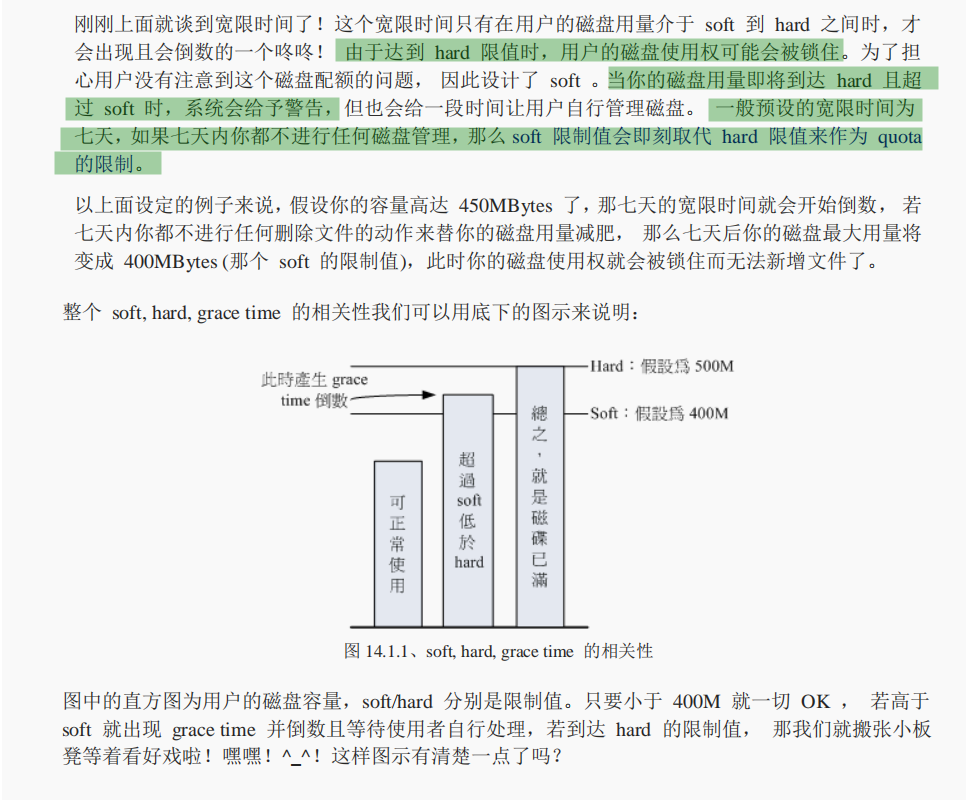 刚刚上面就谈到宽限时间了！这个宽限时间只有在用户的磁盘用量介于 soft 到 hard 之间时，才
会出现且会倒数的一个咚咚！ 由于达到 hard 限值时，用户的磁盘使用权可能会被锁住。为了担
心用户没有注意到这个磁盘配额的问题， 因此设计了 soft 。当你的磁盘用量即将到达 hard 且超
过 soft 时，系统会给予警告，但也会给一段时间让用户自行管理磁盘。 一般预设的宽限时间为
七天，如果七天内你都不进行任何磁盘管理，那么 soft 限制值会即刻取代 hard 限值来作为 quota
的限制。
以上面设定的例子来说，假设你的容量高达 450MBytes 了，那七天的宽限时间就会开始倒数， 若
七天内你都不进行任何删除文件的动作来替你的磁盘用量减肥， 那么七天后你的磁盘最大用量将
变成 400MBytes (那个 soft 的限制值)，此时你的磁盘使用权就会被锁住而无法新增文件了。
整个 soft, hard, grace time 的相关性我们可以用底下的图示来说明：
Hard：假設爲 500M
此時產生 grace
time 倒數
Soft：假設爲 400M
可正常使用
超過 soft 低於 hard
總之，就是磁碟已滿
图 14.1.1、soft, hard, grace time 的相关性
图中的直方图为用户的磁盘容量，soft/hard 分别是限制值。只要小于 400M 就一切 OK ， 若高于
soft 就出现 grace time 并倒数且等待使用者自行处理，若到达 hard 的限制值， 那我们就搬张小板
凳等着看好戏啦！嘿嘿！^_^！这样图示有清楚一点了吗？